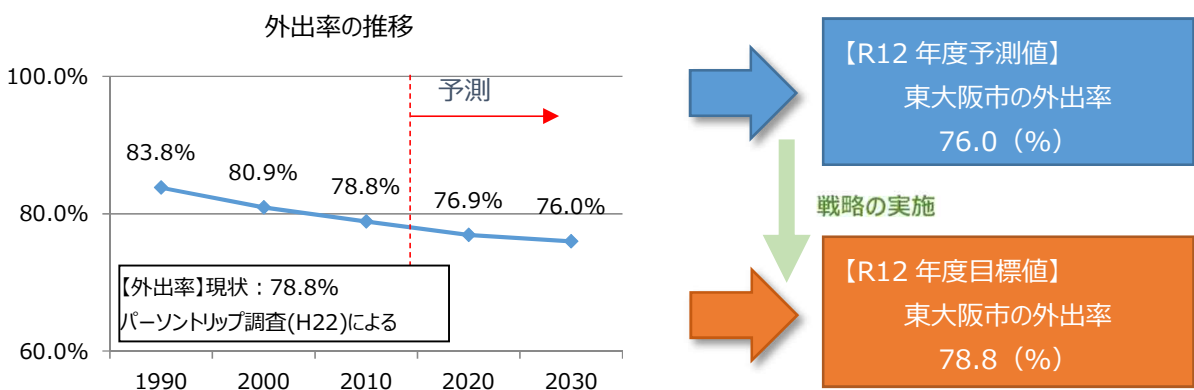 外出率の推移
100.0%
80.0%
60.0%
予測
83.8%
80.9%
78.8%
76.9%
76.0%
【外出率】現状：78.8%
パーソントリップ調査(H22)による
1990
2000
2010
2020
2030
【R12 年度予測値】
東大阪市の外出率
76.0（%）
戦略の実施
【R12 年度目標値】
東大阪市の外出率
78.8（%）